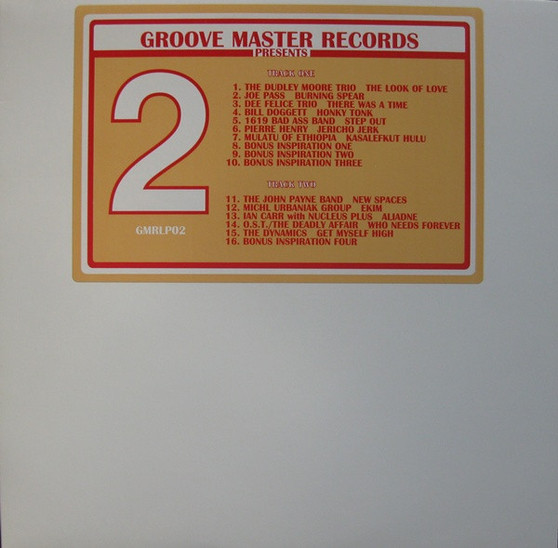 GROOVE MASTER RECORDS
PRESENTS
2
GMRLP02
TRACK ONE
1. THE DUDLEY MOORE TRIO THE LOOK OF LOVE
2. JOE PASS BURNING SPEAR
3. DEE FELICE TRIO THERE WAS A TIME
4. BILL DOGGETT HONKY TONK
5. 1619 BAD ASS BAND STEP OUT
6. PIERRE HENRY JERICHO JERK
7. MULATU OF ETHIOPIA KASALEFKUT HULU
8. BONUS INSPIRATION ONE
9. BONUS INSPIRATION TWO
10. BONUS INSPIRATION THREE
TRACK TWO
11. THE JOHN PAYNE BAND NEW SPACES
12. MICHL URBANIAK GROUP EKIM
13. IAN CARR with NUCLEUS PLUS ALIADNE
14. O.S.T./THE DEADLY AFFAIR WHO NEEDS FOREVER
15. THE DYNAMICS GET MYSELF HIGH
16. BONUS INSPIRATION FOUR